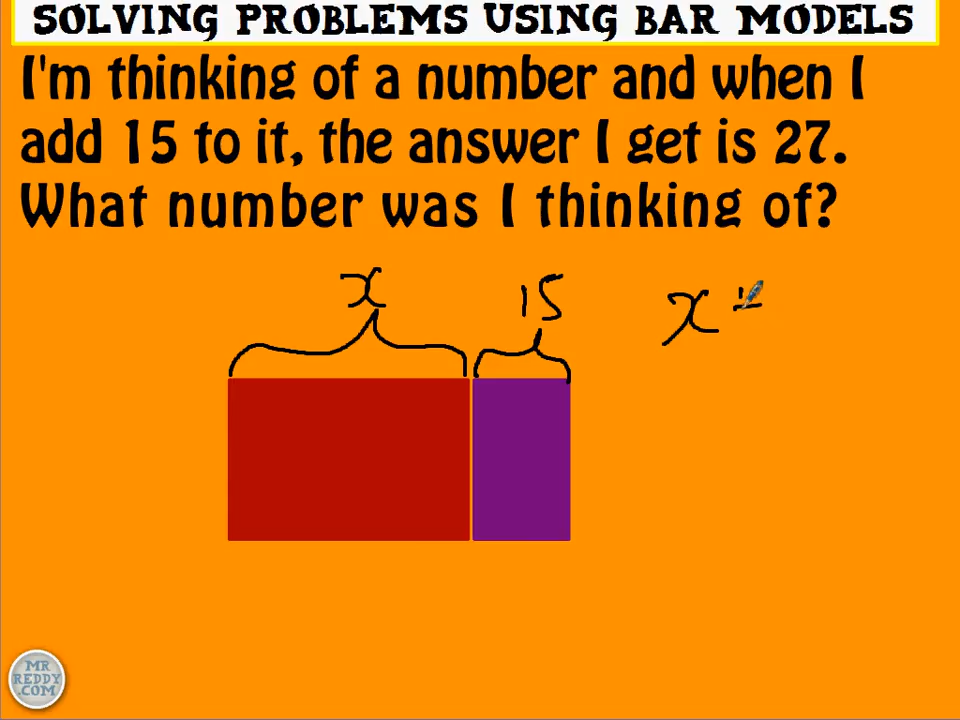 SOLVING PROBLEMS USING BAR MODELS
I'm thinking of a number and when I
add 15 to it, the answer I get is 27.
What number was I thinking of?
x 15 x
MR
REDDY
.COM